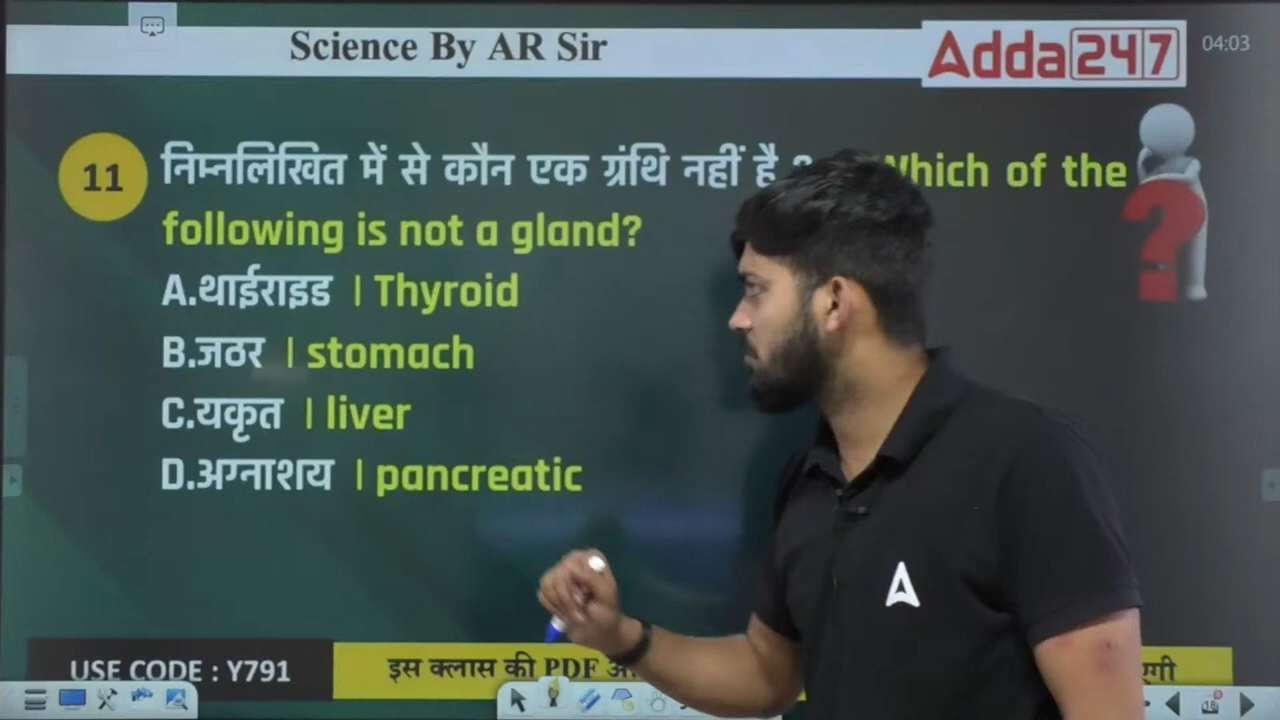 Science By AR Sir
Adda247
04:03
11
निम्नलिखित में से कौन एक ग्रंथि नहीं है ? Which of the
following is not a gland?
A.थाईराइड | Thyroid
B.जठर | stomach
C.यकृत | liver
D.अग्नाशय | pancreatic
USE CODE : Y791
इस क्लास की PDF
18